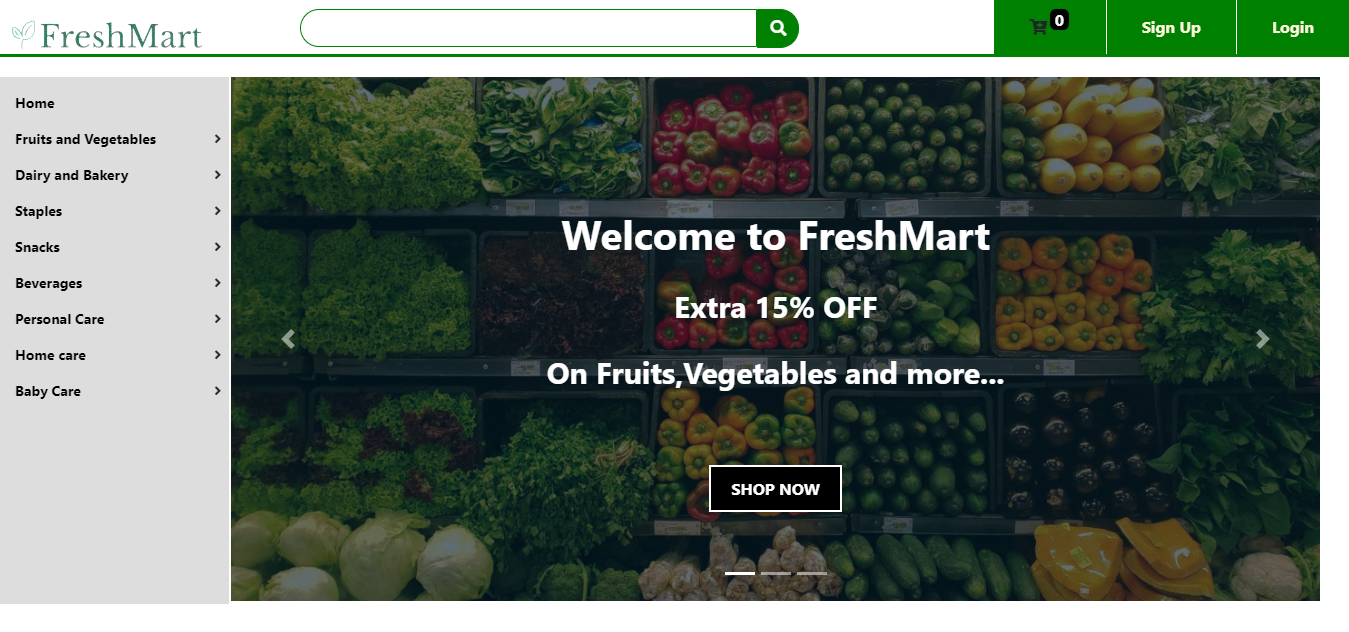 FreshMart
0
Sign Up
Login
Home
Fruits and Vegetables
Dairy and Bakery
Staples
Snacks
Beverages
Personal Care
Home care
Baby Care
Welcome to FreshMart
Extra 15% OFF
On Fruits,Vegetables and more...
SHOP NOW